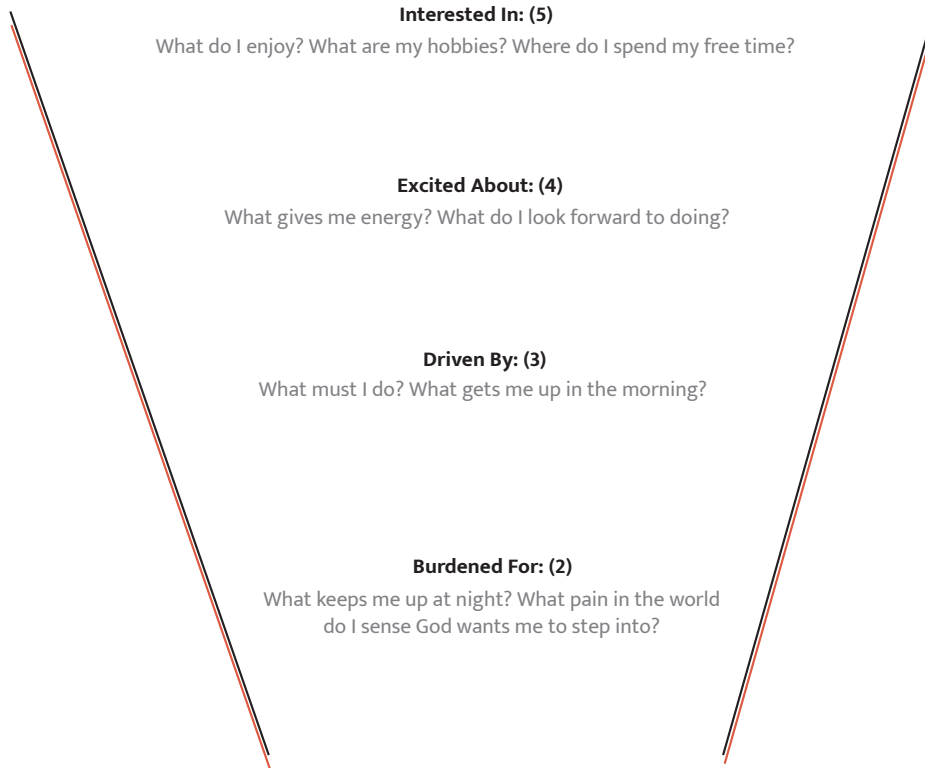 Interested In: (5)
What do I enjoy? What are my hobbies? Where do I spend my free time?
Excited About: (4)
What gives me energy? What do I look forward to doing?
Driven By: (3)
What must I do? What gets me up in the morning?
Burdened For: (2)
What keeps me up at night? What pain in the world
do I sense God wants me to step into?